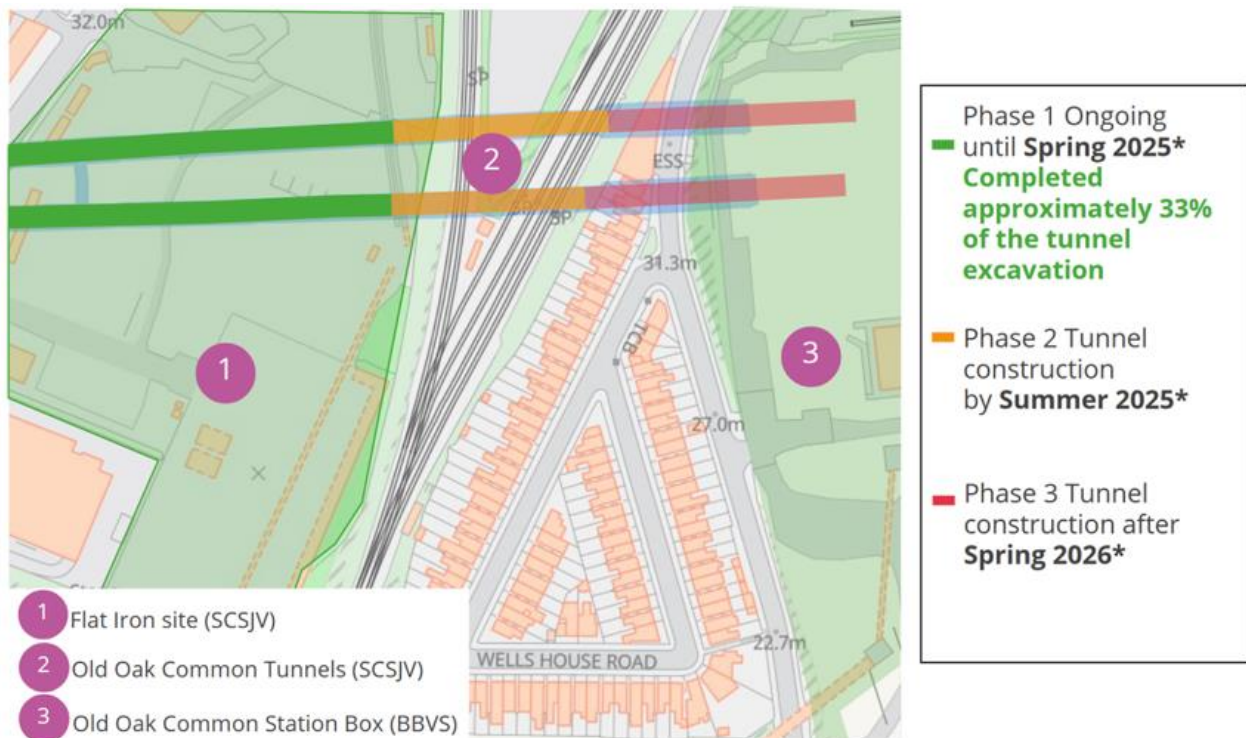 32.0m
SP
2
ESS
SP
SP
31.3m
TCB
1
3
27.0m
22.7m
WELLS HOUSE ROAD
1 Flat Iron site (SCSJV)
2 Old Oak Common Tunnels (SCSJV)
3 Old Oak Common Station Box (BBVS)
Phase 1 Ongoing
until Spring 2025*
Completed
approximately 33%
of the tunnel
excavation
Phase 2 Tunnel
construction
by Summer 2025*
Phase 3 Tunnel
construction after
Spring 2026*